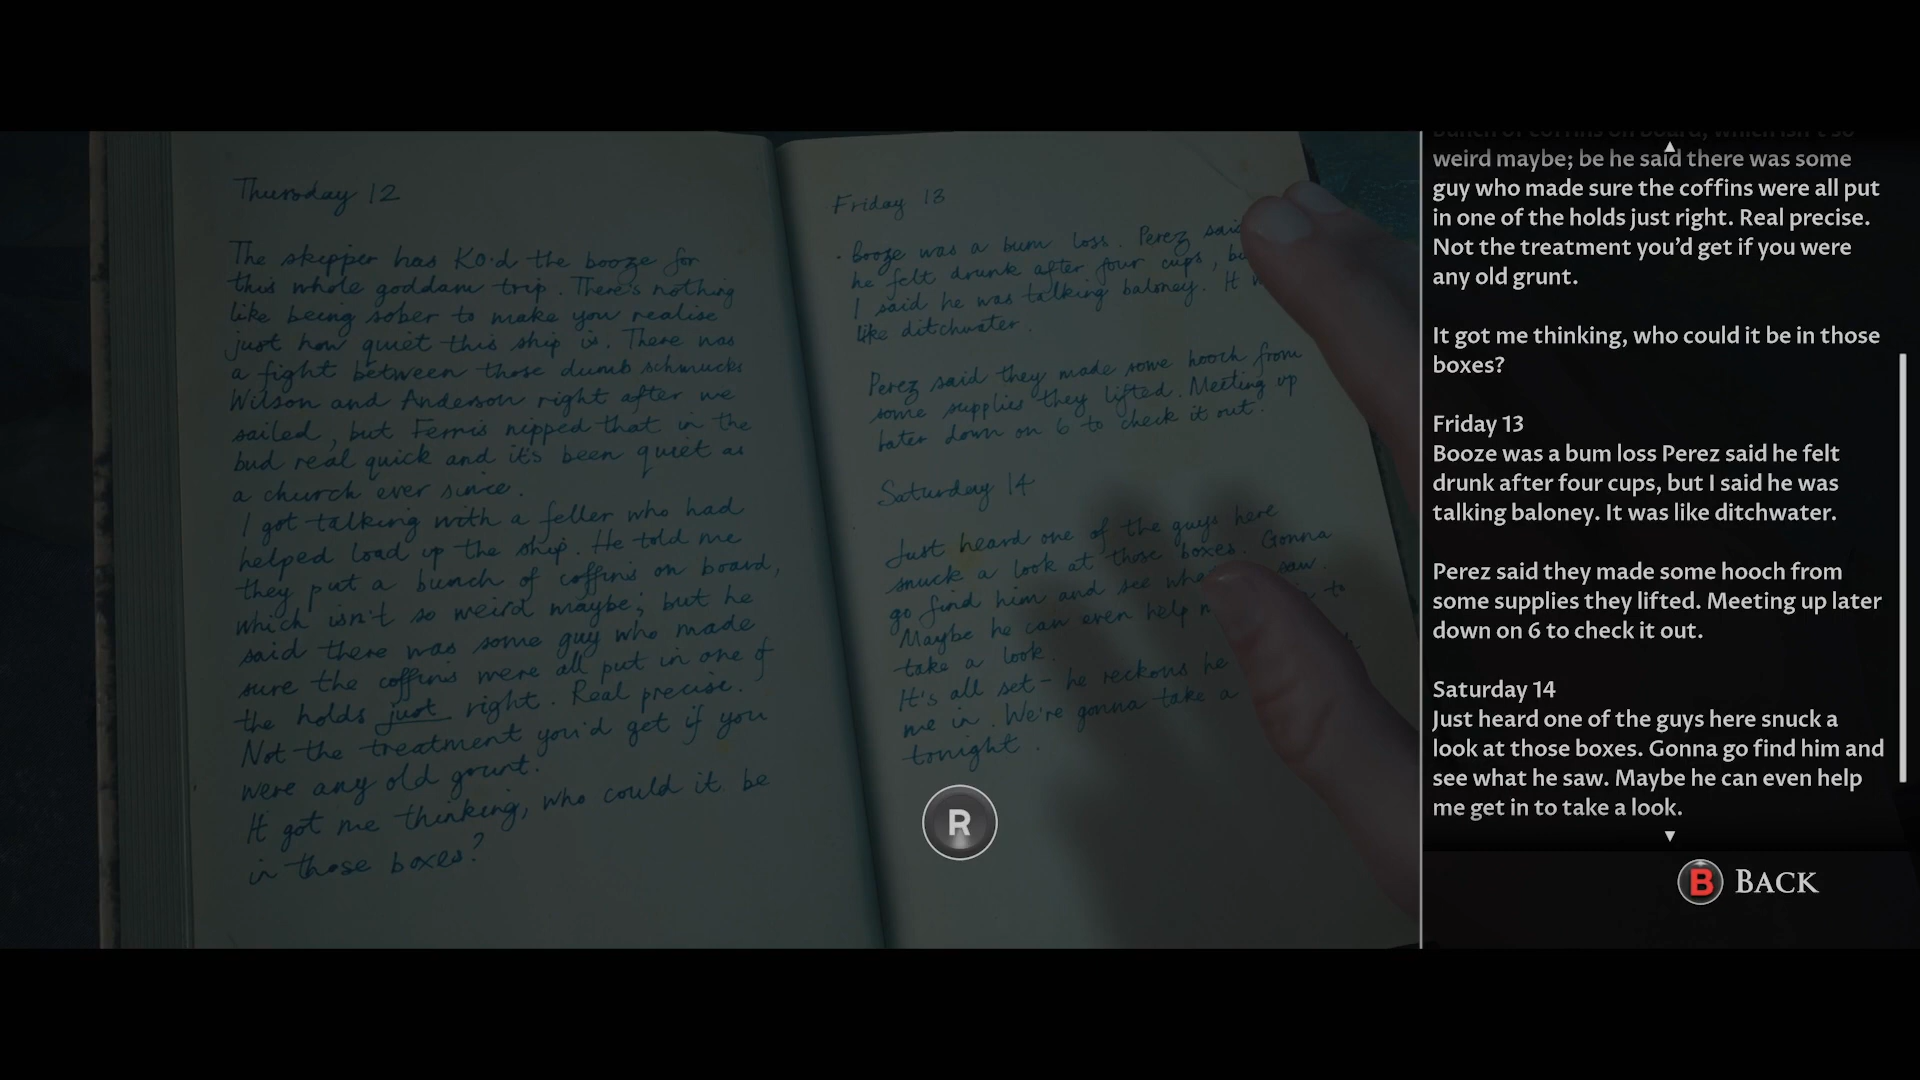 Thursday 12
The skipper has KO'd the booze for
this whole goddam trip. There's nothing
like being sober to make you realise
just how quiet this ship is. There was
a fight between those dumb schmucks
Wilson and Anderson right after we
sailed, but Ferris nipped that in the
bud real quick and it's been quiet as
a church ever since.
I got talking with a feller who had
helped load up the ship. He told me
they put a bunch of coffins on board,
which isn't so weird maybe; but he
said there was some guy who made
sure the coffins were all put in one of
the holds just right. Real precise.
Not the treatment you'd get if you
were any old grunt.
It got me thinking, who could it be
in those boxes?
Friday 13
Booze was a bum loss. Perez said
he felt drunk after four cups, bu
I said he was talking baloney. It
like ditchwater.
Perez said they made some hooch from
some supplies they lifted. Meeting up
later down on 6 to check it out.
Saturday 14
Just heard one of the guys here
snuck a look at those boxes. Gonna
go find him and see what saw.
Maybe he can even help to
take a look.
It's all set - he reckons he
me in. We're gonna take a
tonight.
R
bunch of coffins on board, which isn't so
weird maybe; be he said there was some
guy who made sure the coffins were all put
in one of the holds just right. Real precise.
Not the treatment you'd get if you were
any old grunt.
It got me thinking, who could it be in those
boxes?
Friday 13
Booze was a bum loss Perez said he felt
drunk after four cups, but I said he was
talking baloney. It was like ditchwater.
Perez said they made some hooch from
some supplies they lifted. Meeting up later
down on 6 to check it out.
Saturday 14
Just heard one of the guys here snuck a
look at those boxes. Gonna go find him and
see what he saw. Maybe he can even help
me get in to take a look.
B BACK